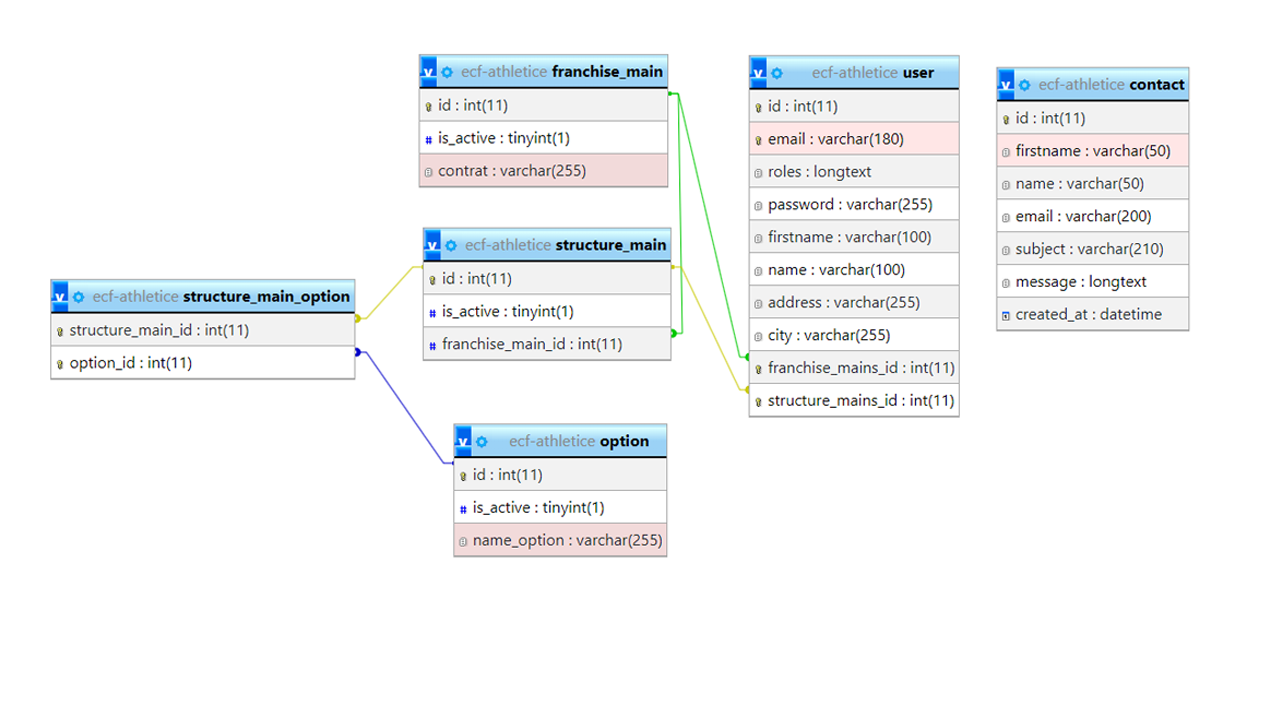 ecf-athletice franchise_main
id : int(11)
is_active : tinyint(1)
contrat : varchar(255)
ecf-athletice structure_main
id : int(11)
is_active : tinyint(1)
franchise_main_id : int(11)
ecf-athletice structure_main_option
structure_main_id : int(11)
option_id : int(11)
ecf-athletice option
id : int(11)
is_active : tinyint(1)
name_option : varchar(255)
ecf-athletice user
id : int(11)
email : varchar(180)
roles : longtext
password : varchar(255)
firstname : varchar(100)
name : varchar(100)
address : varchar(255)
city : varchar(255)
franchise_mains_id : int(11)
structure_mains_id : int(11)
ecf-athletice contact
id : int(11)
firstname : varchar(50)
name : varchar(50)
email : varchar(200)
subject : varchar(210)
message : longtext
created_at : datetime